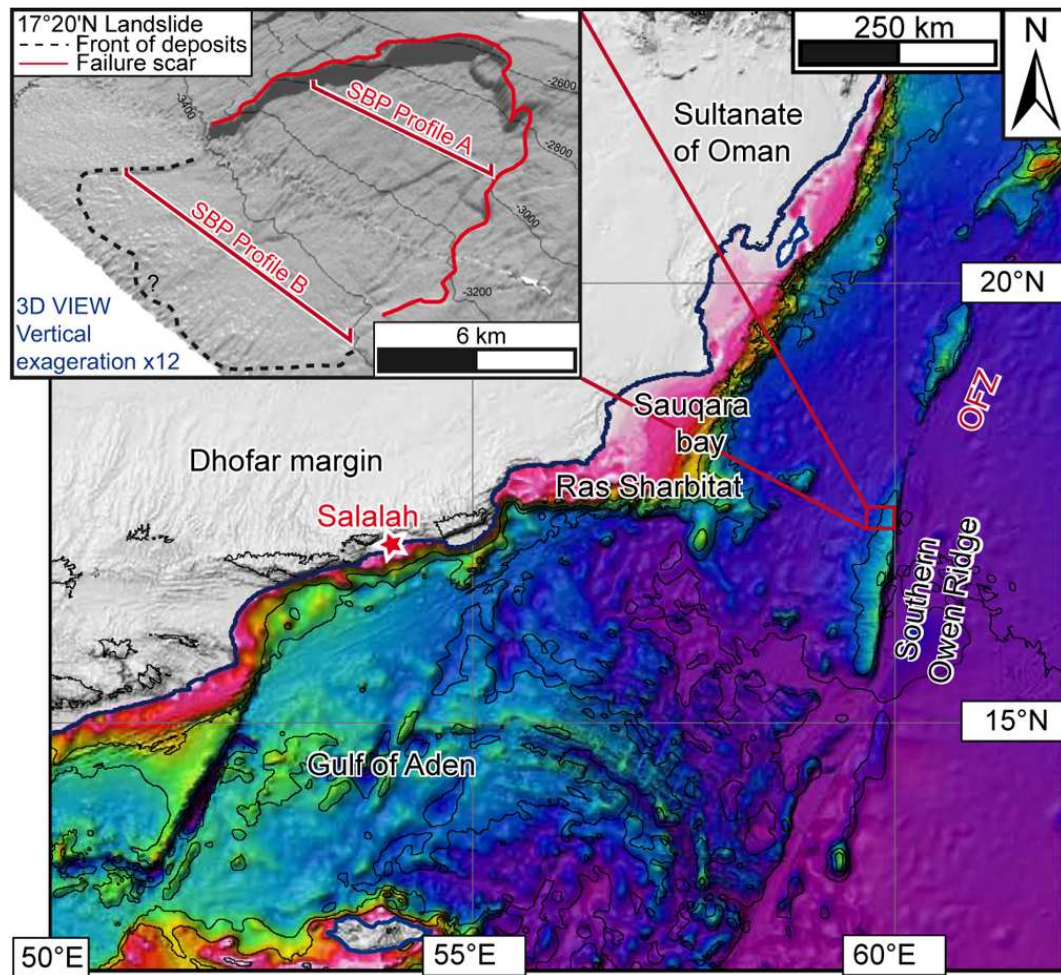 17°20'N Landslide
Front of deposits
Failure scar
SBP Profile A
SBP Profile B
-3400
-2600
-2800
-3000
-3200
?
3D VIEW
Vertical
exageration x12
6 km
250 km
N
Sultanate
of Oman
20°N
OFZ
Sauqara
bay
Dhofar margin
Ras Sharbitat
Salalah
Southern
Owen Ridge
15°N
Gulf of Aden
50°E
55°E
60°E